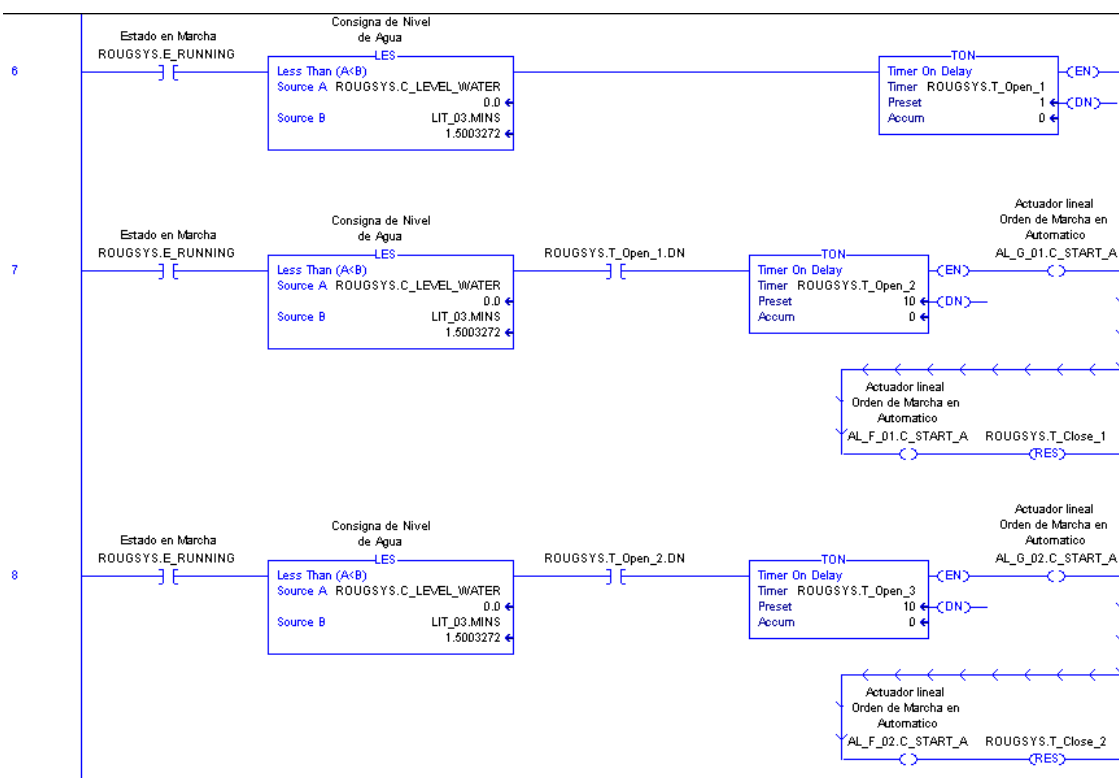 6
Estado en Marcha
ROUGSYS.E_RUNNING
Consigna de Nivel
de Agua
LES
Less Than (A<B)
Source A ROUGSYS.C_LEVEL_WATER
0.0
Source B LIT_03.MINS
1.5003272
TON
Timer On Delay
Timer ROUGSYS.T_Open_1
Preset 1
Accum 0
EN
DN
7
Estado en Marcha
ROUGSYS.E_RUNNING
Consigna de Nivel
de Agua
LES
Less Than (A<B)
Source A ROUGSYS.C_LEVEL_WATER
0.0
Source B LIT_03.MINS
1.5003272
ROUGSYS.T_Open_1.DN
TON
Timer On Delay
Timer ROUGSYS.T_Open_2
Preset 10
Accum 0
EN
DN
Actuador lineal
Orden de Marcha en
Automatico
AL_G_01.C_START_A
Actuador lineal
Orden de Marcha en
Automatico
AL_F_01.C_START_A
ROUGSYS.T_Close_1
RES
8
Estado en Marcha
ROUGSYS.E_RUNNING
Consigna de Nivel
de Agua
LES
Less Than (A<B)
Source A ROUGSYS.C_LEVEL_WATER
0.0
Source B LIT_03.MINS
1.5003272
ROUGSYS.T_Open_2.DN
TON
Timer On Delay
Timer ROUGSYS.T_Open_3
Preset 10
Accum 0
EN
DN
Actuador lineal
Orden de Marcha en
Automatico
AL_G_02.C_START_A
Actuador lineal
Orden de Marcha en
Automatico
AL_F_02.C_START_A
ROUGSYS.T_Close_2
RES